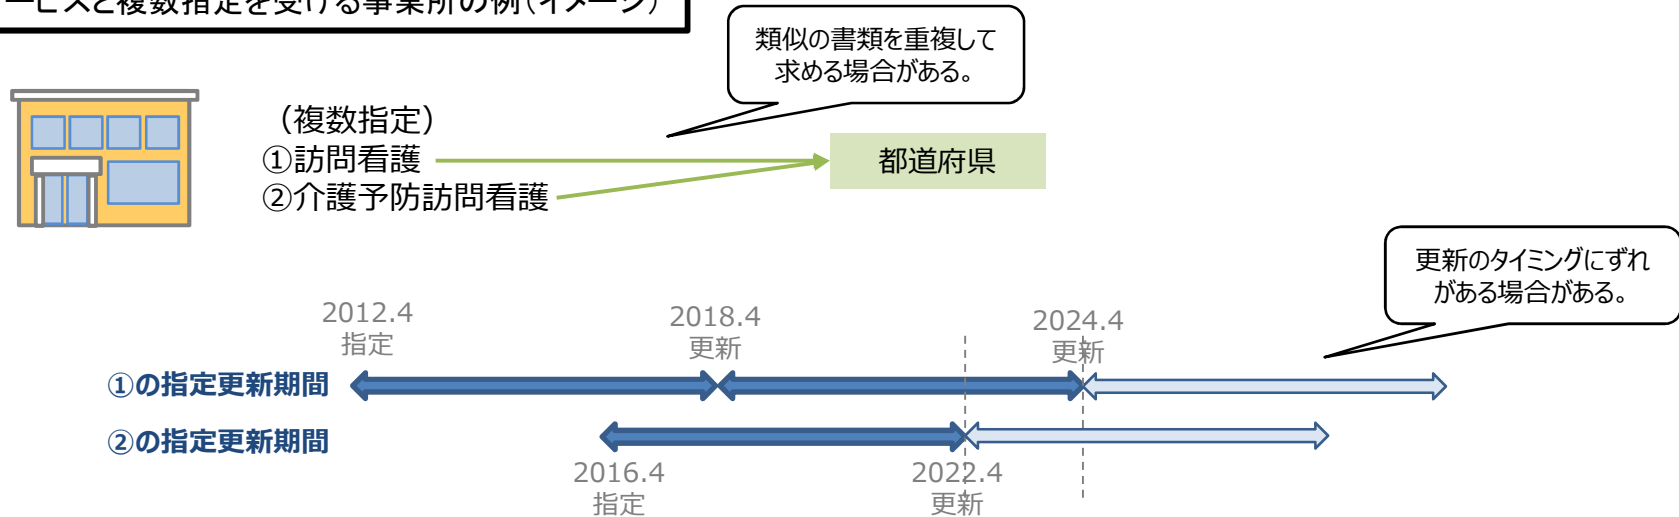 ービスと複数指定を受ける事業所の例(イメージ)
類似の書類を重複して
求める場合がある。
（複数指定）
①訪問看護
②介護予防訪問看護
都道府県
更新のタイミングにずれ
がある場合がある。
2012.4
指定
2018.4
更新
2024.4
更新
①の指定更新期間
②の指定更新期間
2016.4
指定
2022.4
更新